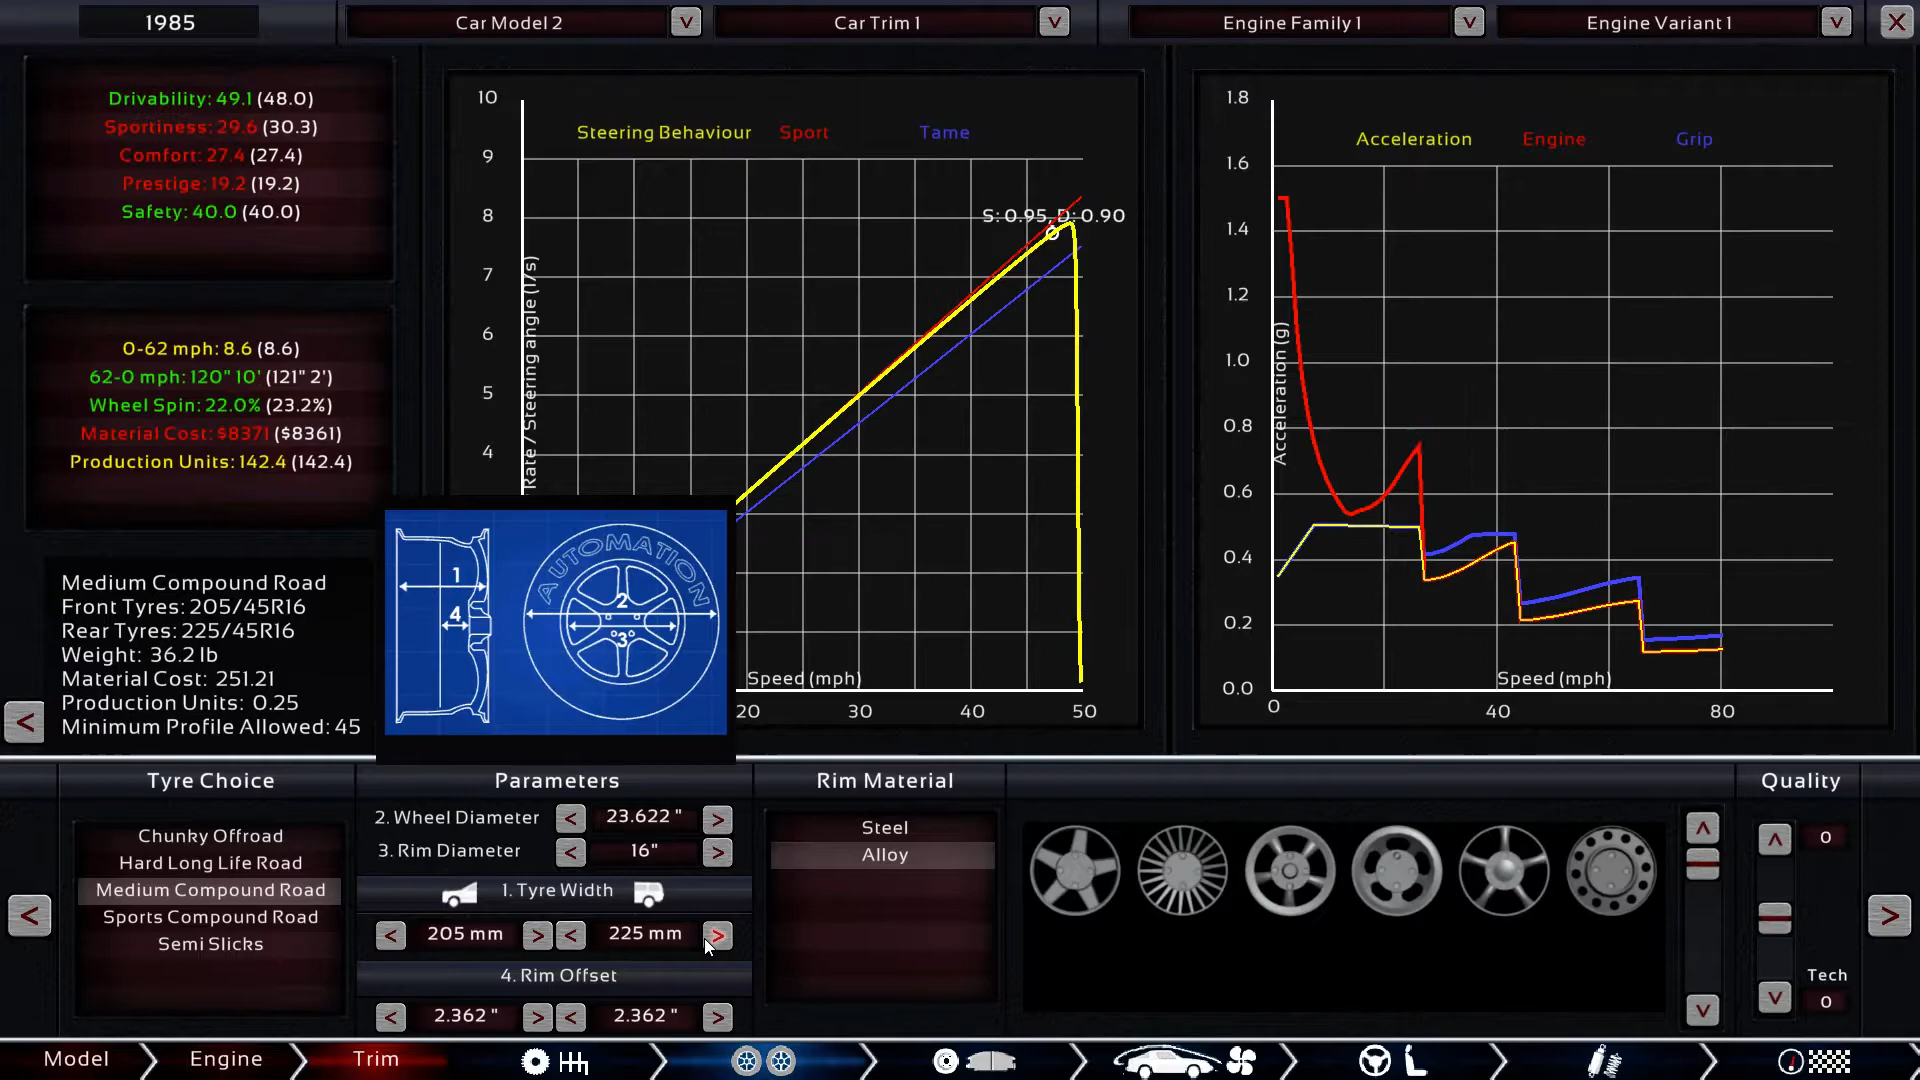 1985
Car Model 2
Car Trim 1
Engine Family 1
Engine Variant 1
Drivability: 49.1 (48.0)
Sportiness: 29.6 (30.3)
Comfort: 27.4 (27.4)
Prestige: 19.2 (19.2)
Safety: 40.0 (40.0)
0-62 mph: 8.6 (8.6)
62-0 mph: 120" 10' (121" 2')
Wheel Spin: 22.0% (23.2%)
Material Cost: $8371 ($8361)
Production Units: 142.4 (142.4)
Medium Compound Road
Front Tyres: 205/45R16
Rear Tyres: 225/45R16
Weight: 36.2 lb
Material Cost: 251.21
Production Units: 0.25
Minimum Profile Allowed: 45
10
9
8
7
6
5
4
Steering Behaviour
Sport
Tame
S: 0.95, D: 0.90
Rate / Steering angle (1/s)
Speed (mph)
20
30
40
50
1.8
1.6
1.4
1.2
1.0
0.8
0.6
0.4
0.2
0.0
Acceleration
Engine
Grip
Acceleration (g)
Speed (mph)
0
40
80
AUTOMATION
1
2
3
4
Tyre Choice
Chunky Offroad
Hard Long Life Road
Medium Compound Road
Sports Compound Road
Semi Slicks
Parameters
2. Wheel Diameter
23.622 "
3. Rim Diameter
16"
1. Tyre Width
205 mm
225 mm
4. Rim Offset
2.362 "
2.362 "
Rim Material
Steel
Alloy
Quality
0
Tech
0
Model
Engine
Trim